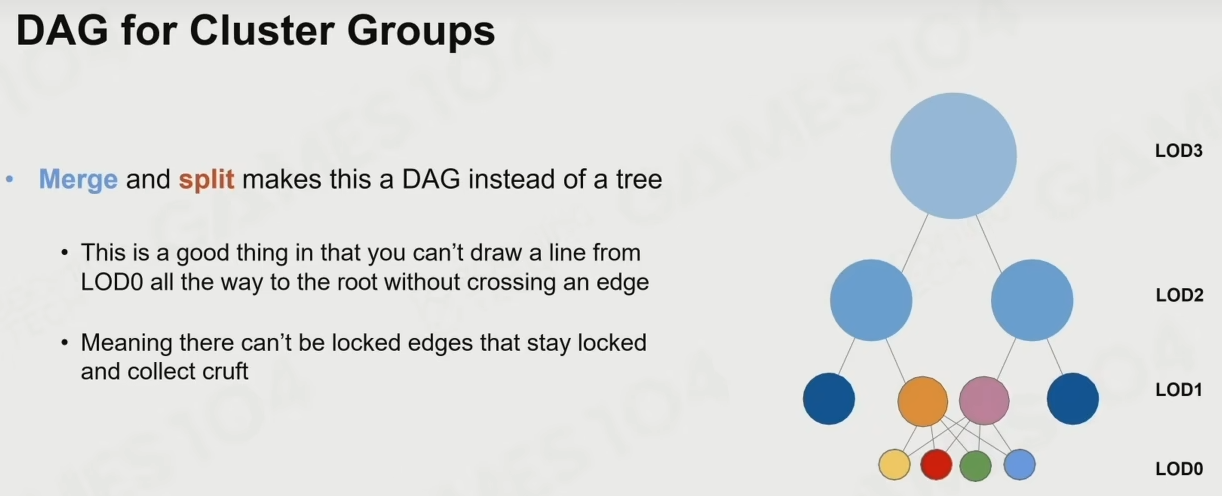 DAG for Cluster Groups
• Merge and split makes this a DAG instead of a tree
• This is a good thing in that you can’t draw a line from
LOD0 all the way to the root without crossing an edge
• Meaning there can’t be locked edges that stay locked
and collect cruft
LOD3
LOD2
LOD1
LOD0
GAMES 104